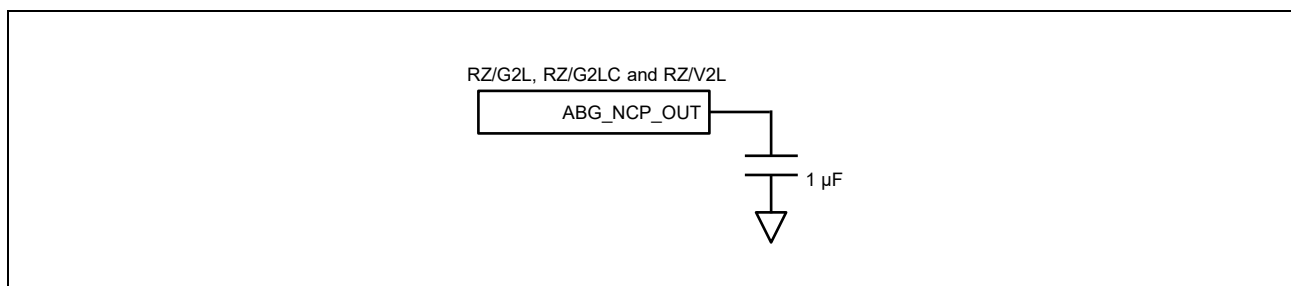 RZ/G2L, RZ/G2LC and RZ/V2L
ABG_NCP_OUT
1 μF